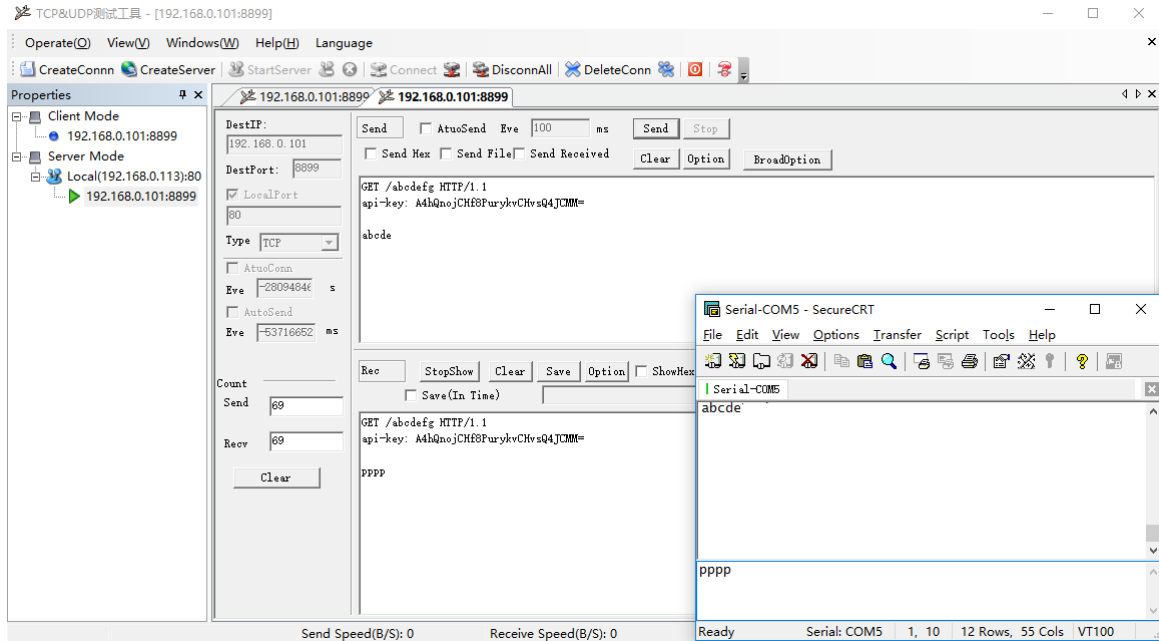 TCP&UDP测试工具 - [192.168.0.101:8899]
Operate(O) View(V) Windows(W) Help(H) Language
CreateConnn CreateServer StartServer Connect DisconnAll DeleteConn
Properties
Client Mode
192.168.0.101:8899
Server Mode
Local(192.168.0.113):80
192.168.0.101:8899
192.168.0.101:8899 192.168.0.101:8899
DestIP:
192.168.0.101
DestPort: 8899
LocalPort
80
Type TCP
AtuoConn
Eve -2809484 s
AutoSend
Eve -53716652 ms
Count
Send 69
Recv 69
Clear
Send AtuoSend Eve 100 ms Send Stop
Send Hex Send File Send Received Clear Option BroadOption
GET /abcdefg HTTP/1.1
api-key: A4hQnojCHf8PurykvCHvsQ4JCMM=
abcde
Rec StopShow Clear Save Option ShowHex
Save(In Time)
GET /abcdefg HTTP/1.1
api-key: A4hQnojCHf8PurykvCHvsQ4JCMM=
pppp
Send Speed(B/S): 0 Receive Speed(B/S): 0
Serial-COM5 - SecureCRT
File Edit View Options Transfer Script Tools Help
Serial-COM5
abcde
pppp
Ready Serial: COM5 1, 10 12 Rows, 55 Cols VT100